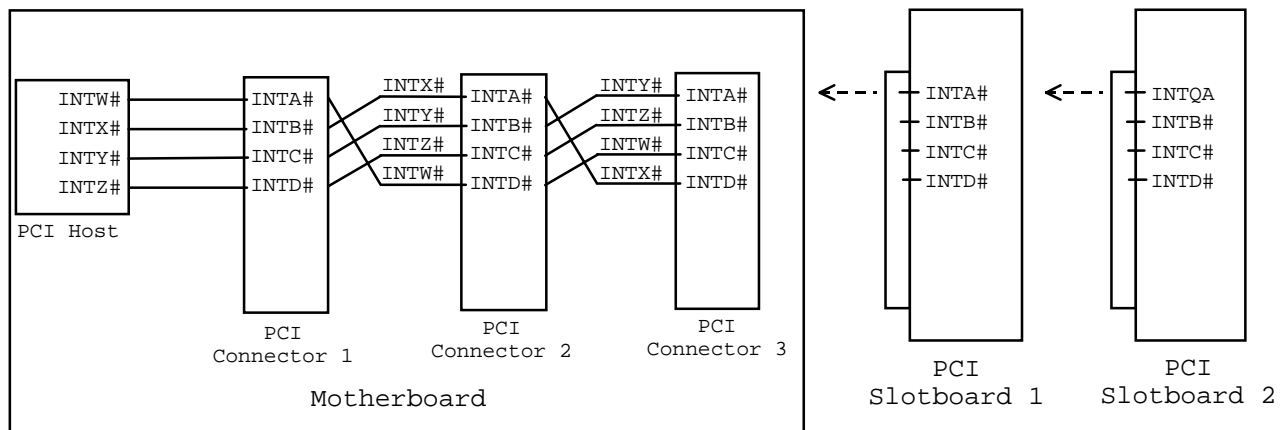 INTW#
INTX#
INTY#
INTZ#
PCI Host
INTA#
INTB#
INTC#
INTD#
PCI
Connector 1
INTX#
INTY#
INTZ#
INTW#
INTA#
INTB#
INTC#
INTD#
PCI
Connector 2
INTY#
INTZ#
INTW#
INTX#
INTA#
INTB#
INTC#
INTD#
PCI
Connector 3
Motherboard
INTA#
INTB#
INTC#
INTD#
PCI
Slotboard 1
INTQA
INTB#
INTC#
INTD#
PCI
Slotboard 2